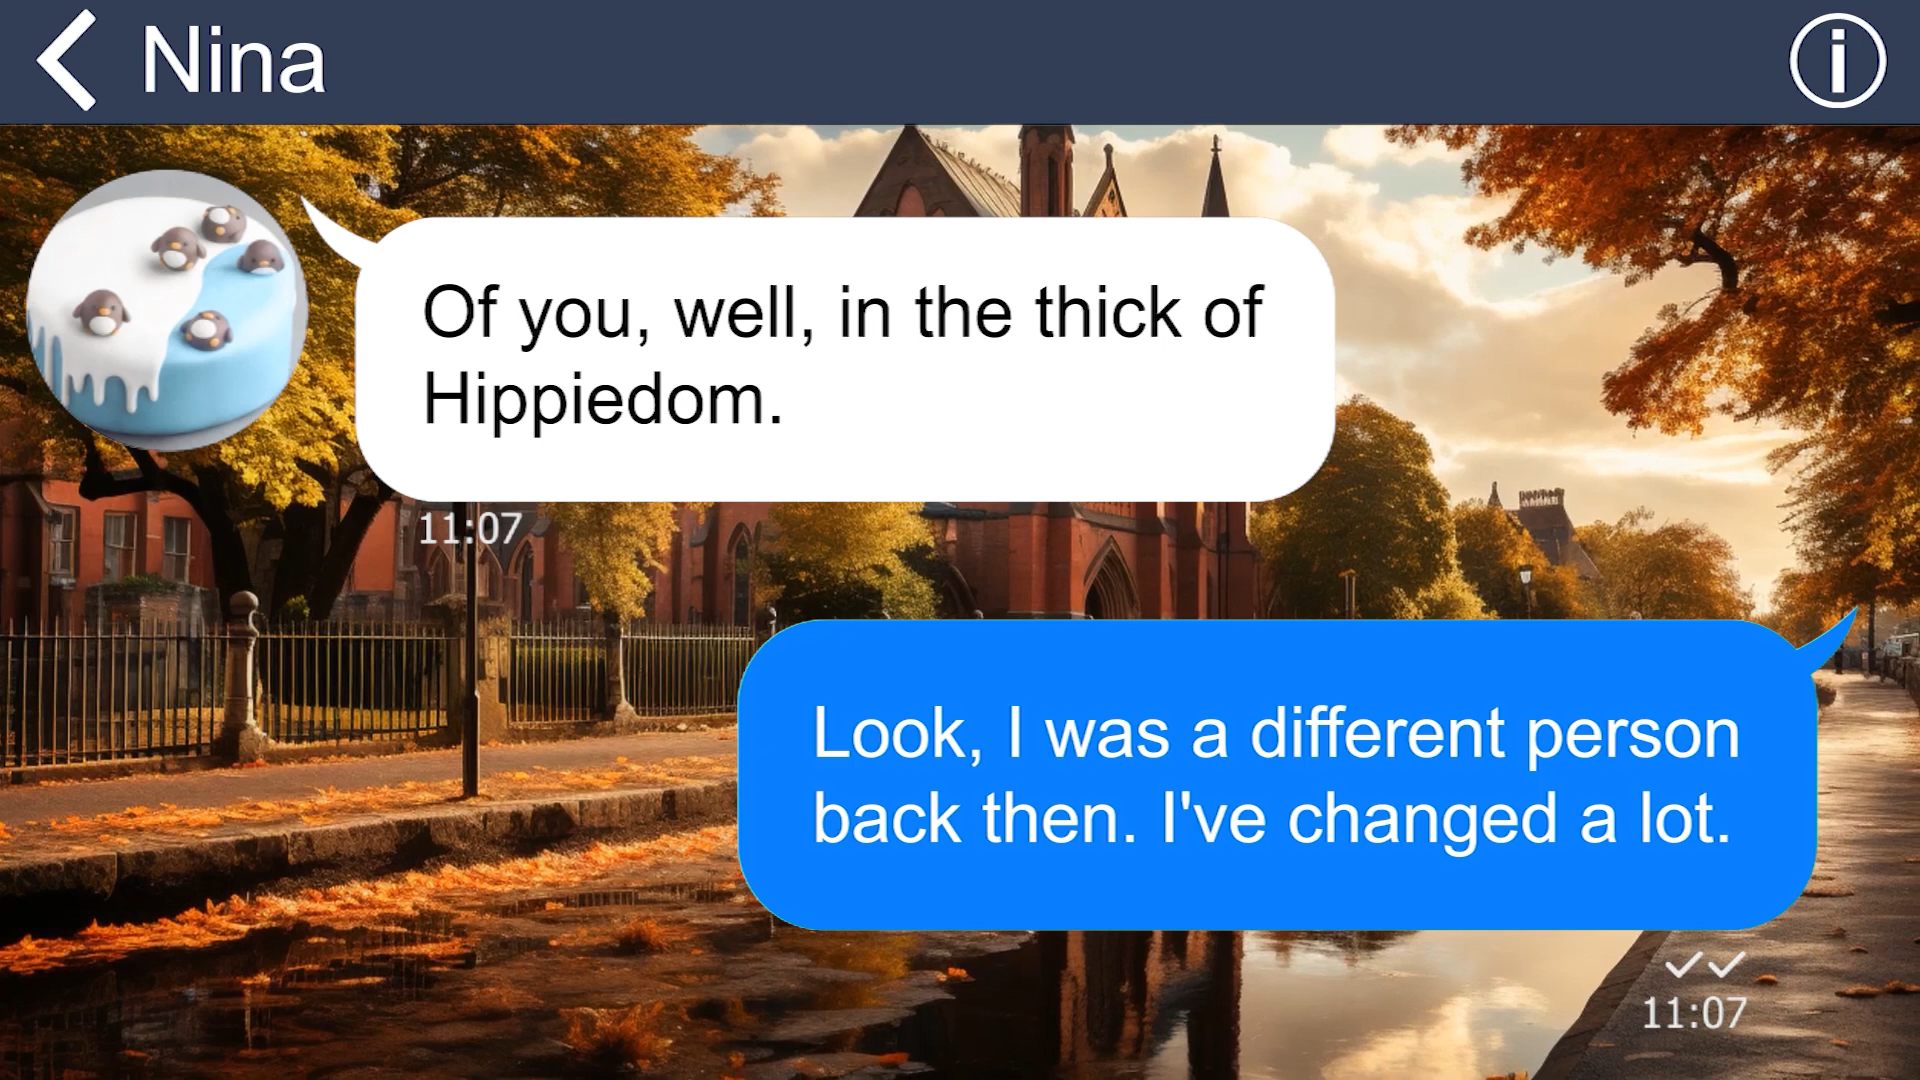 Nina
Of you, well, in the thick of
Hippiedom.
11:07
Look, I was a different person
back then. I've changed a lot.
11:07